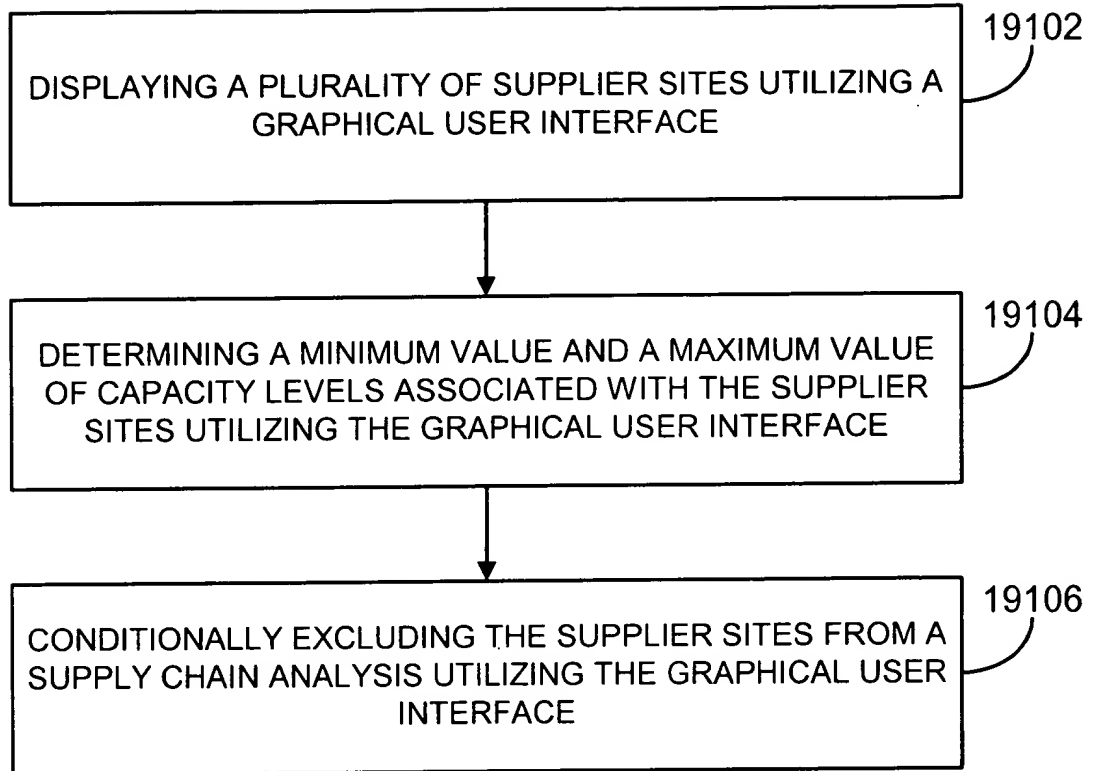 19102
DISPLAYING A PLURALITY OF SUPPLIER SITES UTILIZING A
GRAPHICAL USER INTERFACE
19104
DETERMINING A MINIMUM VALUE AND A MAXIMUM VALUE
OF CAPACITY LEVELS ASSOCIATED WITH THE SUPPLIER
SITES UTILIZING THE GRAPHICAL USER INTERFACE
19106
CONDITIONALLY EXCLUDING THE SUPPLIER SITES FROM A
SUPPLY CHAIN ANALYSIS UTILIZING THE GRAPHICAL USER
INTERFACE